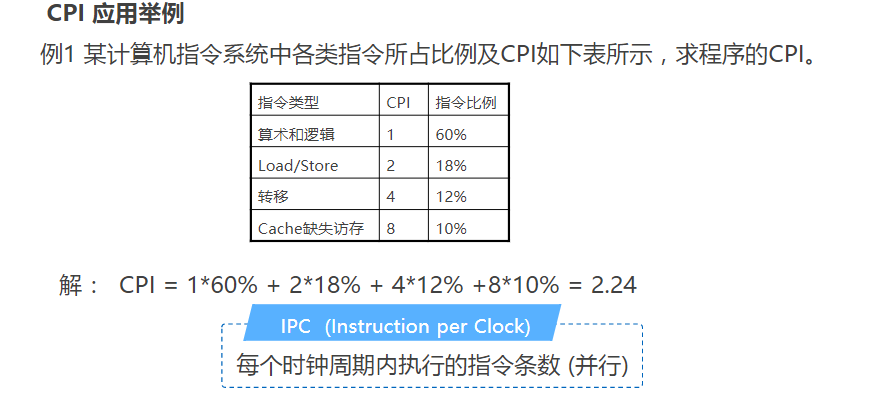 CPI 应用举例
例1 某计算机指令系统中各类指令所占比例及CPI如下表所示，求程序的CPI。
指令类型 CPI 指令比例
算术和逻辑 1 60%
Load/Store 2 18%
转移 4 12%
Cache缺失访存 8 10%
解： CPI = 1*60% + 2*18% + 4*12% +8*10% = 2.24
IPC (Instruction per Clock)
每个时钟周期内执行的指令条数 (并行)